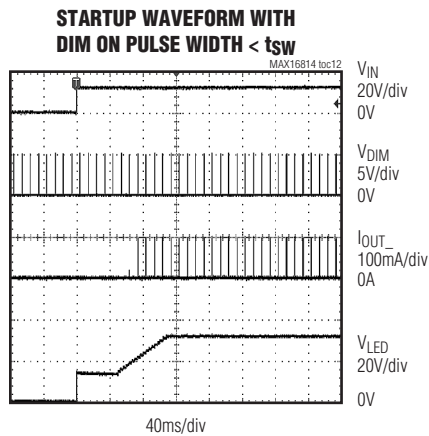 STARTUP WAVEFORM WITH
DIM ON PULSE WIDTH < tSW
MAX16814 toc12
VIN
20V/div
0V
VDIM
5V/div
0V
IOUT_
100mA/div
0A
VLED
20V/div
0V
40ms/div